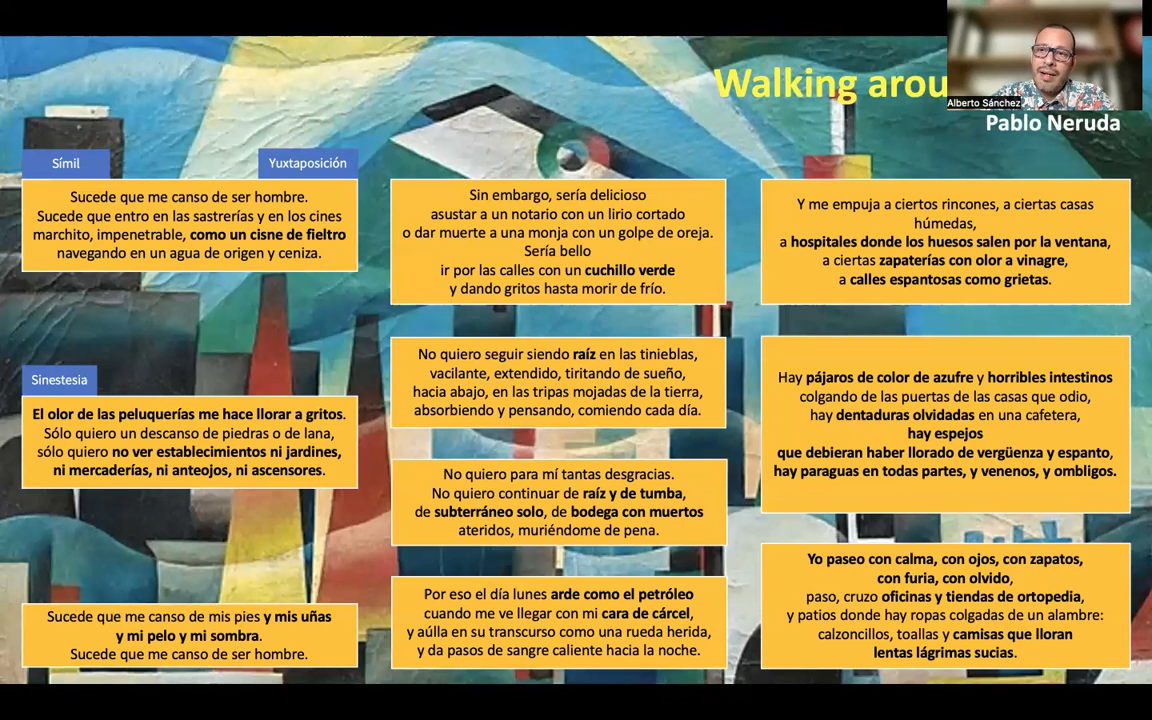 Walking arou
Alberto Sánchez
Pablo Neruda
Símil
Yuxtaposición
Sucede que me canso de ser hombre.
Sucede que entro en las sastrerías y en los cines
marchito, impenetrable, como un cisne de fieltro
navegando en un agua de origen y ceniza.
Sinestesia
El olor de las peluquerías me hace llorar a gritos.
Sólo quiero un descanso de piedras o de lana,
sólo quiero no ver establecimientos ni jardines,
ni mercaderías, ni anteojos, ni ascensores.
Sucede que me canso de mis pies y mis uñas
y mi pelo y mi sombra.
Sucede que me canso de ser hombre.
Sin embargo, sería delicioso
asustar a un notario con un lirio cortado
o dar muerte a una monja con un golpe de oreja.
Sería bello
ir por las calles con un cuchillo verde
y dando gritos hasta morir de frío.
No quiero seguir siendo raíz en las tinieblas,
vacilante, extendido, tiritando de sueño,
hacia abajo, en las tripas mojadas de la tierra,
absorbiendo y pensando, comiendo cada día.
No quiero para mí tantas desgracias.
No quiero continuar de raíz y de tumba,
de subterráneo solo, de bodega con muertos
ateridos, muriéndome de pena.
Por eso el día lunes arde como el petróleo
cuando me ve llegar con mi cara de cárcel,
y aúlla en su transcurso como una rueda herida,
y da pasos de sangre caliente hacia la noche.
Y me empuja a ciertos rincones, a ciertas casas
húmedas,
a hospitales donde los huesos salen por la ventana,
a ciertas zapaterías con olor a vinagre,
a calles espantosas como grietas.
Hay pájaros de color de azufre y horribles intestinos
colgando de las puertas de las casas que odio,
hay dentaduras olvidadas en una cafetera,
hay espejos
que debieran haber llorado de vergüenza y espanto,
hay paraguas en todas partes, y venenos, y ombligos.
Yo paseo con calma, con ojos, con zapatos,
con furia, con olvido,
paso, cruzo oficinas y tiendas de ortopedia,
y patios donde hay ropas colgadas de un alambre:
calzoncillos, toallas y camisas que lloran
lentas lágrimas sucias.